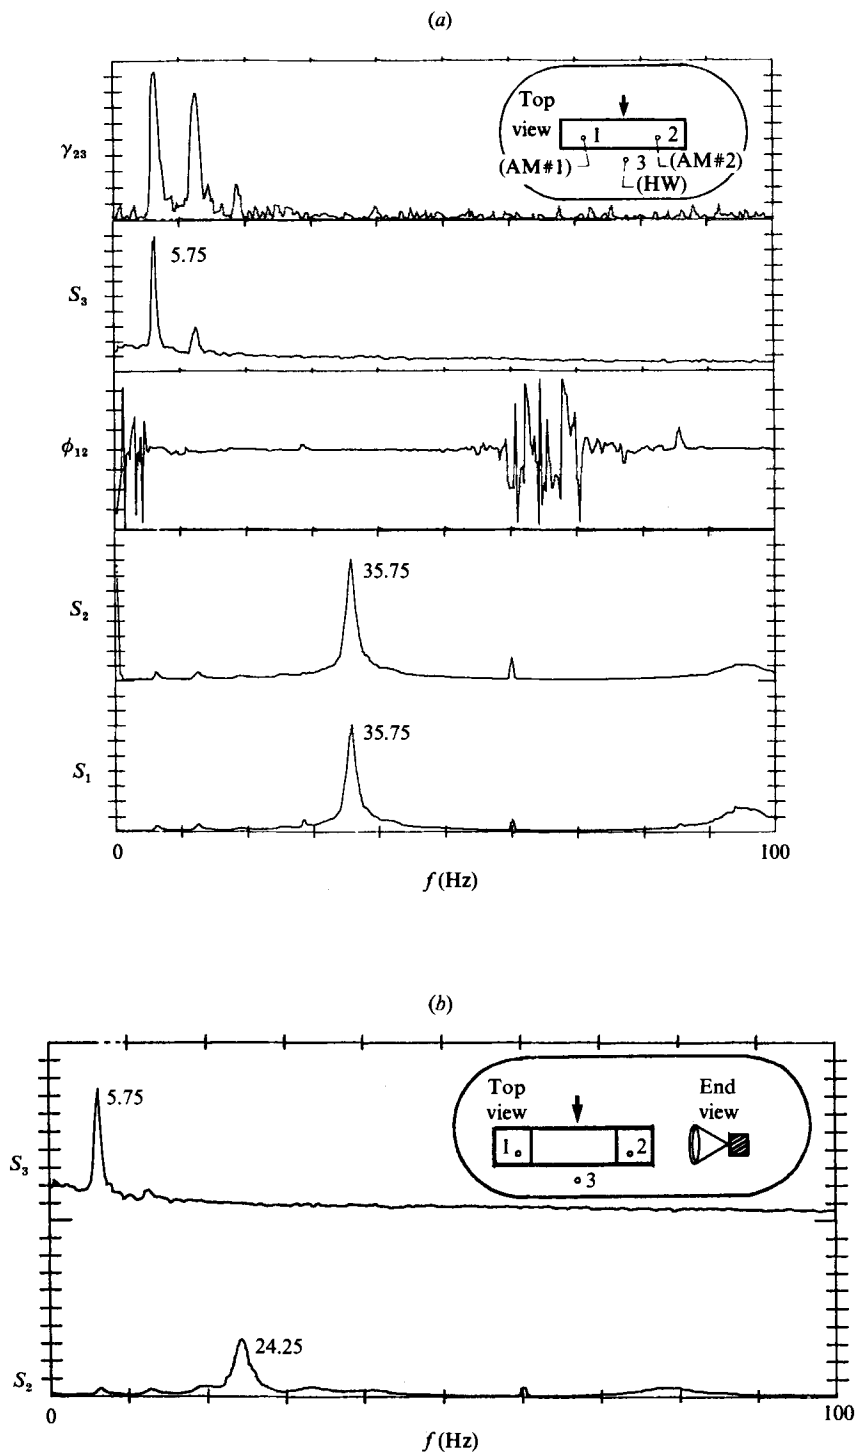 (a)
Top
view
1
2
(AM#1)
3
(AM#2)
(HW)
γ₂₃
5.75
S₃
ϕ₁₂
35.75
S₂
35.75
S₁
0
100
f (Hz)
(b)
5.75
Top
view
End
view
1
2
3
S₃
24.25
S₂
0
100
f (Hz)